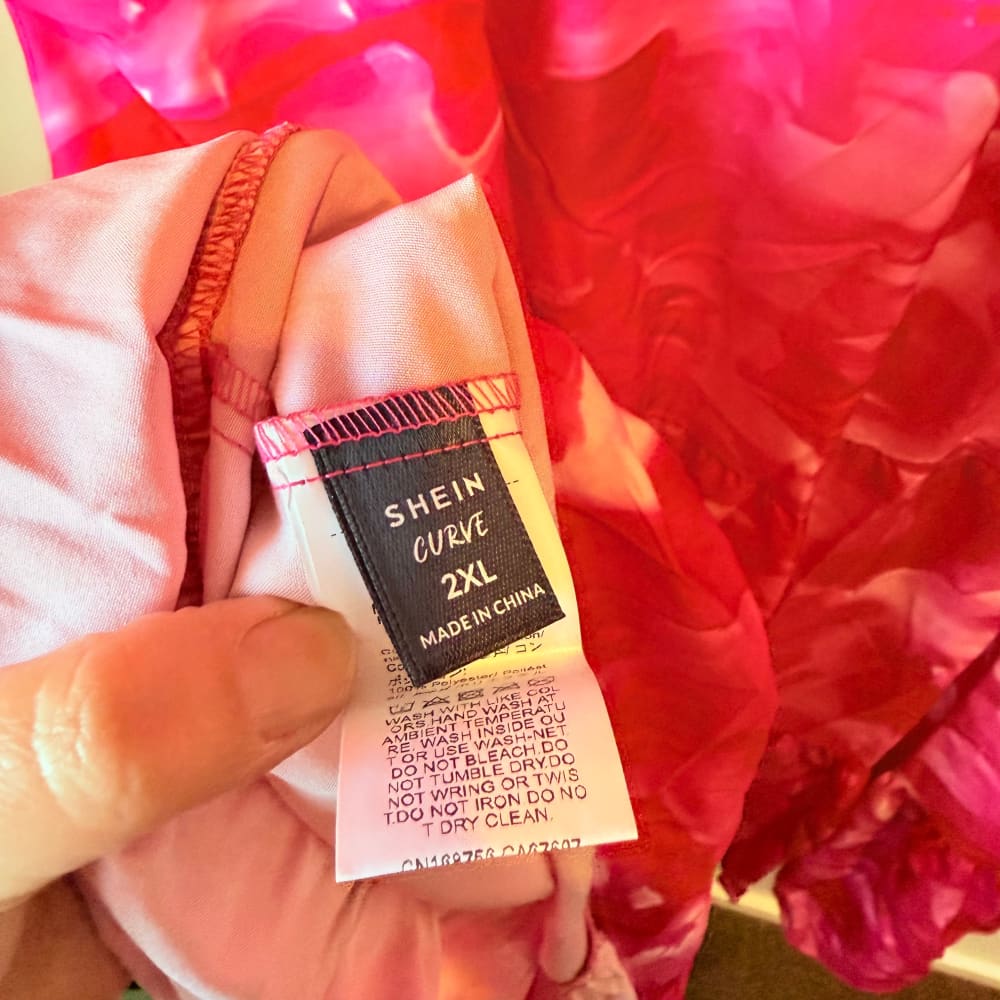 SHEIN
CURVE
2XL
MADE IN CHINA
100% Polyester/
WASH WITH LIKE COL
ORS.HAND WASH AT
AMBIENT TEMPERATU
RE, WASH INSIDE OU
T OR USE WASH-NET.
DO NOT BLEACH.DO
NOT TUMBLE DRY.DO
NOT WRING OR TWIS
T.DO NOT IRON DO NO
T DRY CLEAN.